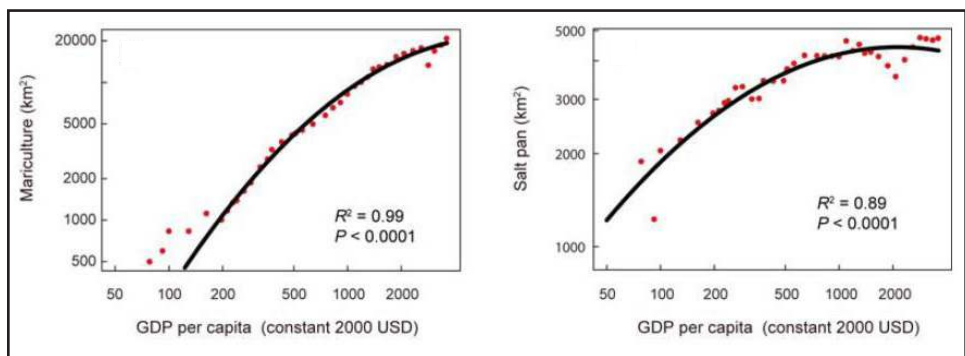 Mariculture (km²)
20000
5000
2000
1000
500
R² = 0.99
P < 0.0001
50 100 200 500 1000 2000
GDP per capita (constant 2000 USD)
Salt pan (km²)
5000
3000
2000
1000
R² = 0.89
P < 0.0001
50 100 200 500 1000 2000
GDP per capita (constant 2000 USD)